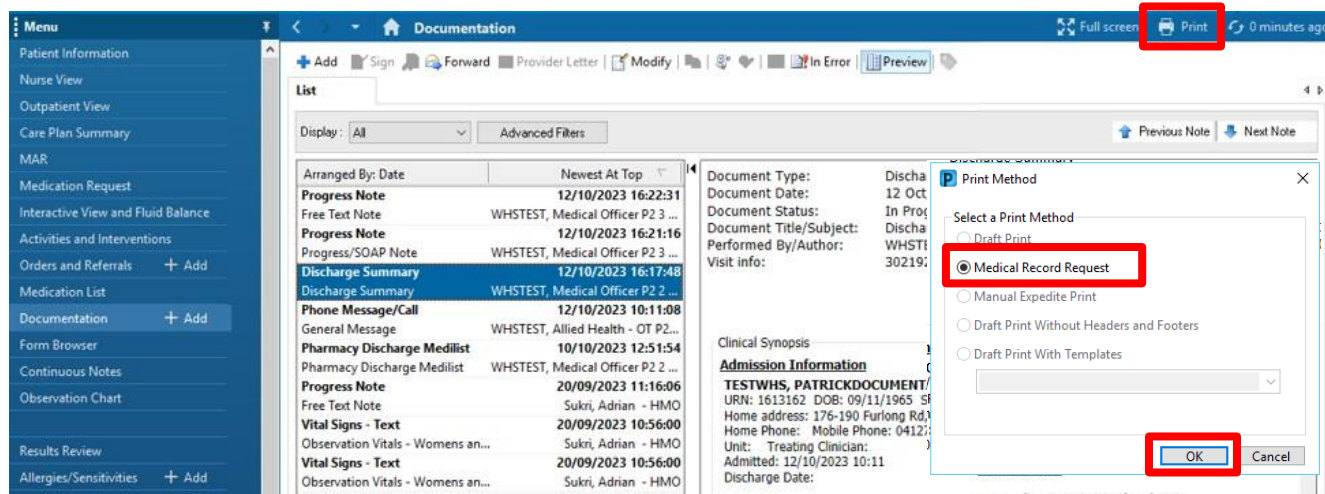 Menu
Patient Information
Nurse View
Outpatient View
Care Plan Summary
MAR
Medication Request
Interactive View and Fluid Balance
Activities and Interventions
Orders and Referrals + Add
Medication List
Documentation + Add
Form Browser
Continuous Notes
Observation Chart
Results Review
Allergies/Sensitivities + Add
Documentation
Full screen Print 0 minutes ago
Add Sign Forward Provider Letter Modify In Error Preview
List
Display: All Advanced Filters Previous Note Next Note
Arranged By: Date Newest At Top
Progress Note 12/10/2023 16:22:31
Free Text Note WHSTEST, Medical Officer P2 3 ...
Progress Note 12/10/2023 16:21:16
Progress/SOAP Note WHSTEST, Medical Officer P2 3 ...
Discharge Summary 12/10/2023 16:17:48
Discharge Summary WHSTEST, Medical Officer P2 2 ...
Phone Message/Call 12/10/2023 10:11:08
General Message WHSTEST, Allied Health - OT P2...
Pharmacy Discharge Medilist 10/10/2023 12:51:54
Pharmacy Discharge Medilist WHSTEST, Medical Officer P2 2 ...
Progress Note 20/09/2023 11:16:06
Free Text Note Sukri, Adrian - HMO
Vital Signs - Text 20/09/2023 10:56:00
Observation Vitals - Womens an... Sukri, Adrian - HMO
Vital Signs - Text 20/09/2023 10:56:00
Observation Vitals - Womens an... Sukri, Adrian - HMO
Document Type: Discha
Document Date: 12 Oct
Document Status: In Prog
Document Title/Subject: Discha
Performed By/Author: WHSTE
Visit info: 302192
Clinical Synopsis
Admission Information
TESTWHS, PATRICKDOCUMENT
URN: 1613162 DOB: 09/11/1965
Home address: 176-190 Furlong Rd,
Home Phone: Mobile Phone: 0412
Unit: Treating Clinician:
Admitted: 12/10/2023 10:11
Discharge Date:
Discharge Summary
Print Method
Select a Print Method
Draft Print
Medical Record Request
Manual Expedite Print
Draft Print Without Headers and Footers
Draft Print With Templates
OK Cancel